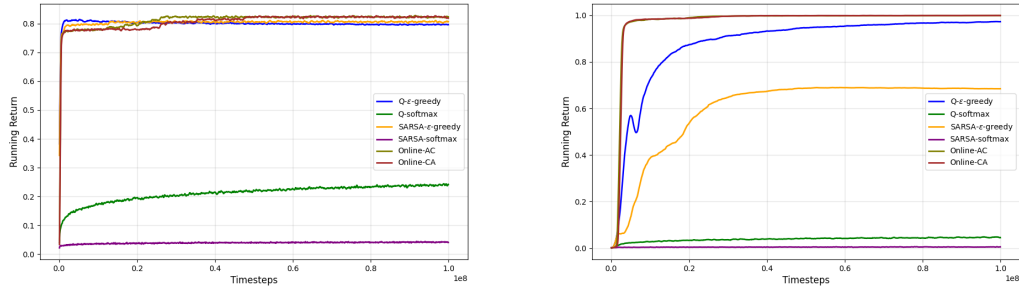 0.8
0.7
0.6
0.5
0.4
0.3
0.2
0.1
0.0
Running Return
Q-ε-greedy
Q-softmax
SARSA-ε-greedy
SARSA-softmax
Online-AC
Online-CA
0.0
0.2
0.4
0.6
0.8
1.0
1e8
Timesteps
1.0
0.8
0.6
0.4
0.2
0.0
Running Return
Q-ε-greedy
Q-softmax
SARSA-ε-greedy
SARSA-softmax
Online-AC
Online-CA
0.0
0.2
0.4
0.6
0.8
1.0
1e8
Timesteps